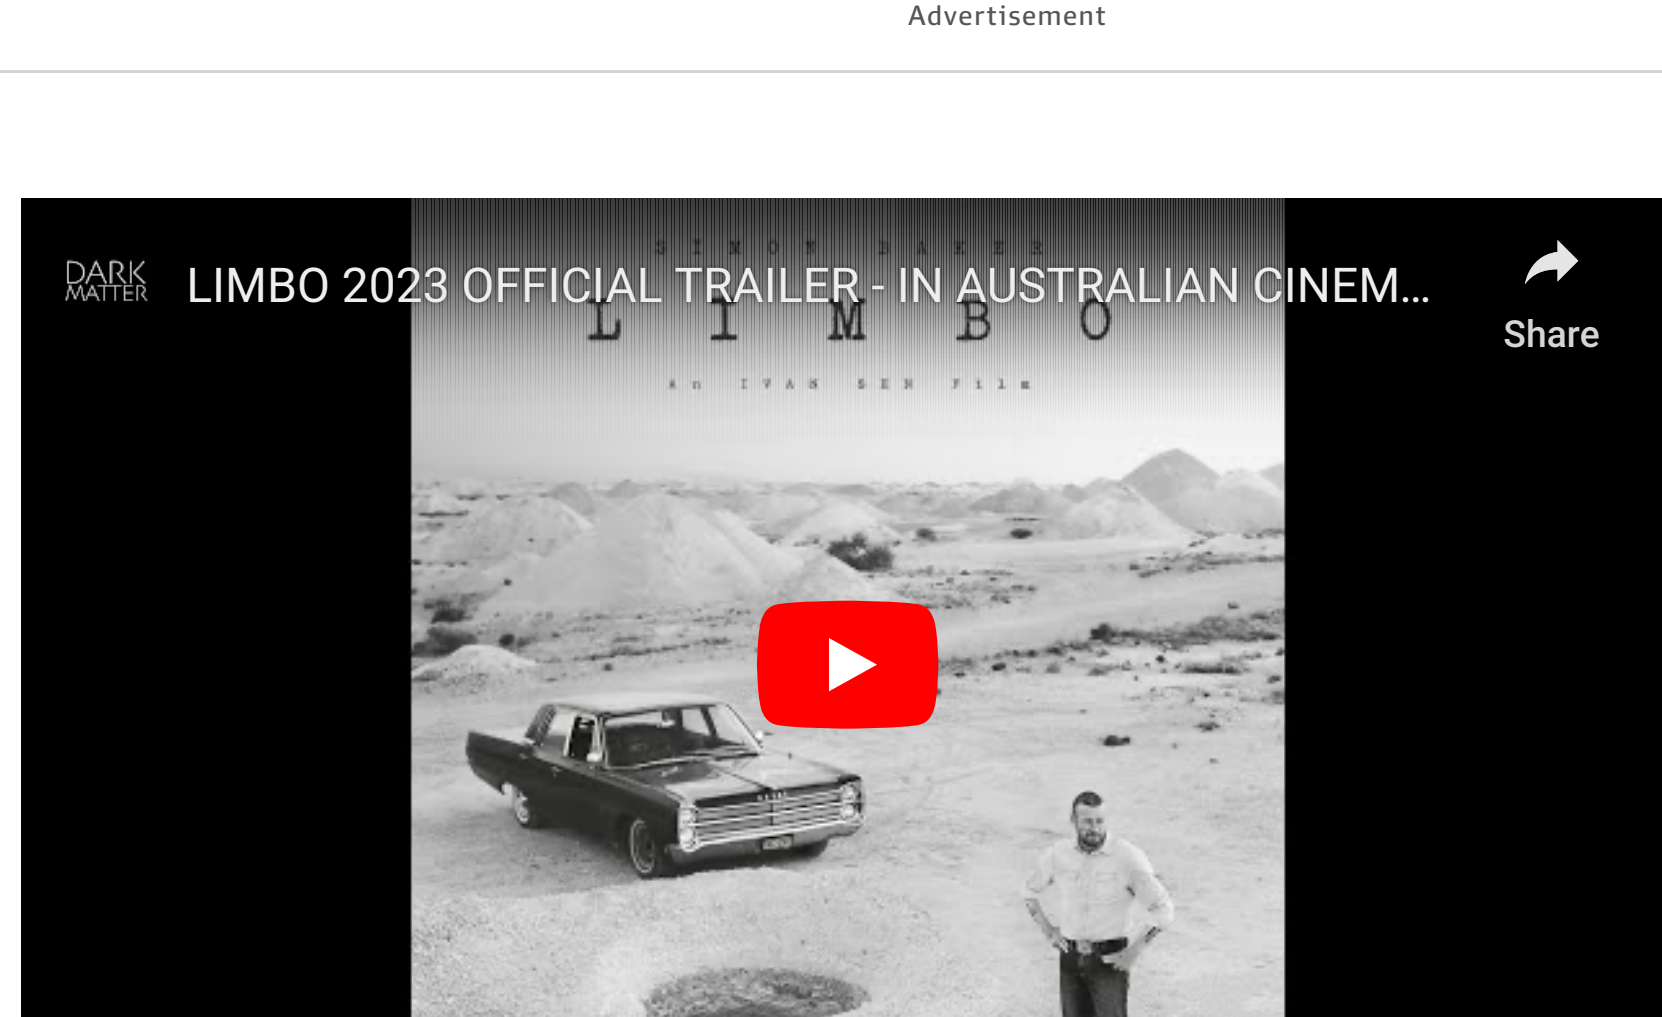 Advertisement
DARK
MATTER
LIMBO 2023 OFFICIAL TRAILER - IN AUSTRALIAN CINEM…
Share
SIMON BAKER
LIMBO
An IVAN SEN Film